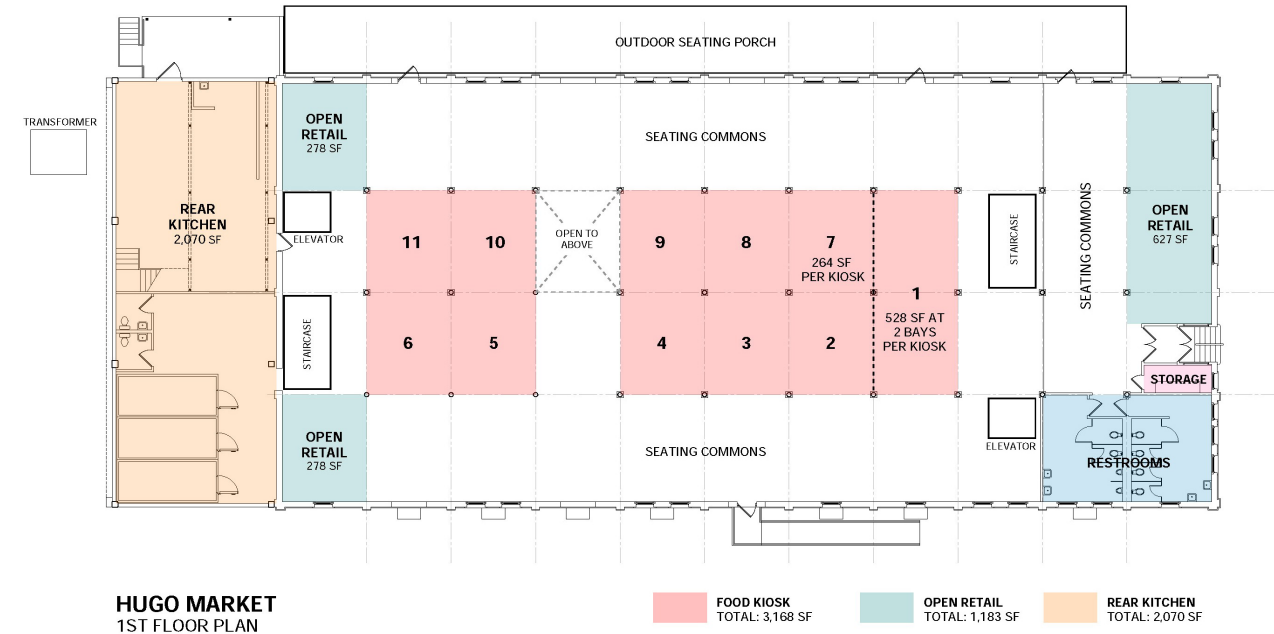 OUTDOOR SEATING PORCH
TRANSFORMER
OPEN
RETAIL
278 SF
SEATING COMMONS
REAR
KITCHEN
2,070 SF
ELEVATOR
11
10
OPEN TO
ABOVE
9
8
7
264 SF
PER KIOSK
STAIRCASE
SEATING COMMONS
OPEN
RETAIL
627 SF
1
528 SF AT
2 BAYS
PER KIOSK
STAIRCASE
6
5
4
3
2
STORAGE
OPEN
RETAIL
278 SF
SEATING COMMONS
ELEVATOR
RESTROOMS
HUGO MARKET
1ST FLOOR PLAN
FOOD KIOSK
TOTAL: 3,168 SF
OPEN RETAIL
TOTAL: 1,183 SF
REAR KITCHEN
TOTAL: 2,070 SF